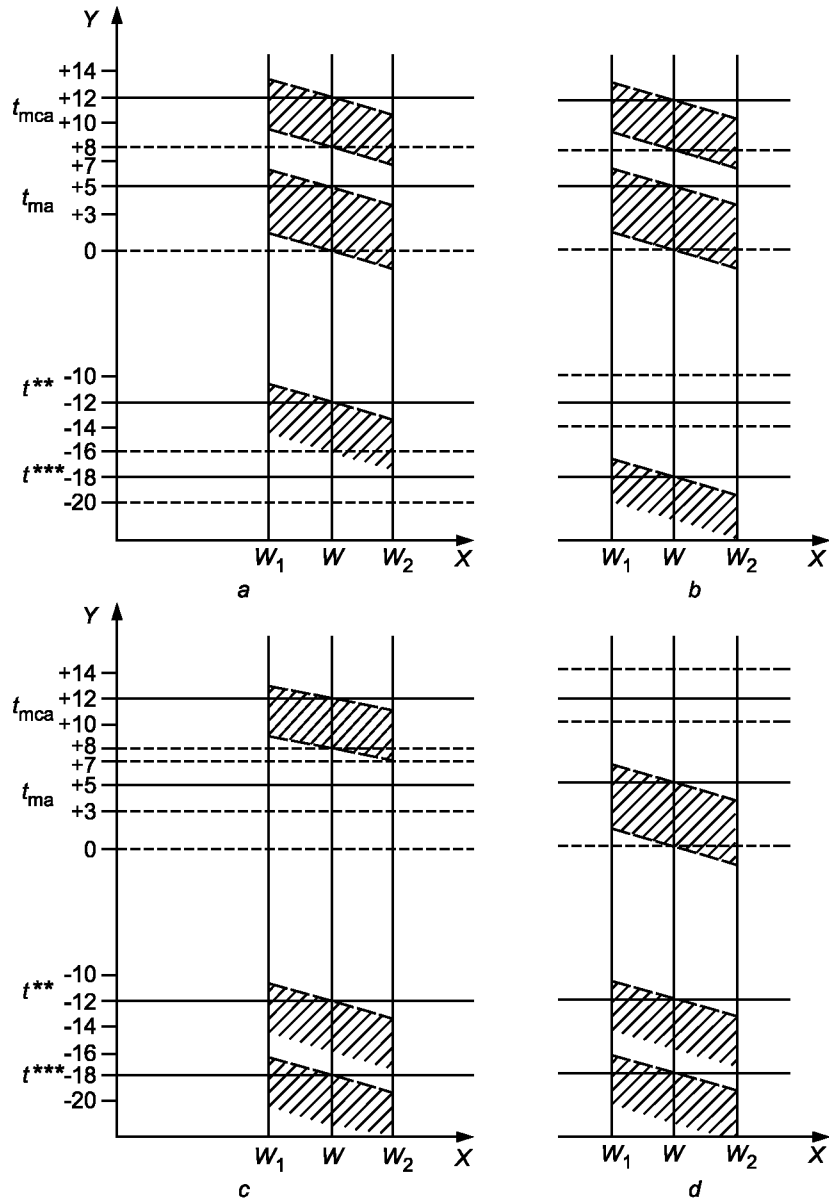 Y
+14
+12
t_mca
+10
+8
+7
+5
t_ma
+3
0
-10
t**
-12
-14
-16
t***-18
-20
W₁ W W₂ X
W₁ W W₂ X
a
b
Y
+14
+12
t_mca
+10
+8
+7
+5
t_ma
+3
0
-10
t**
-12
-14
-16
t***-18
-20
W₁ W W₂ X
W₁ W W₂ X
c
d